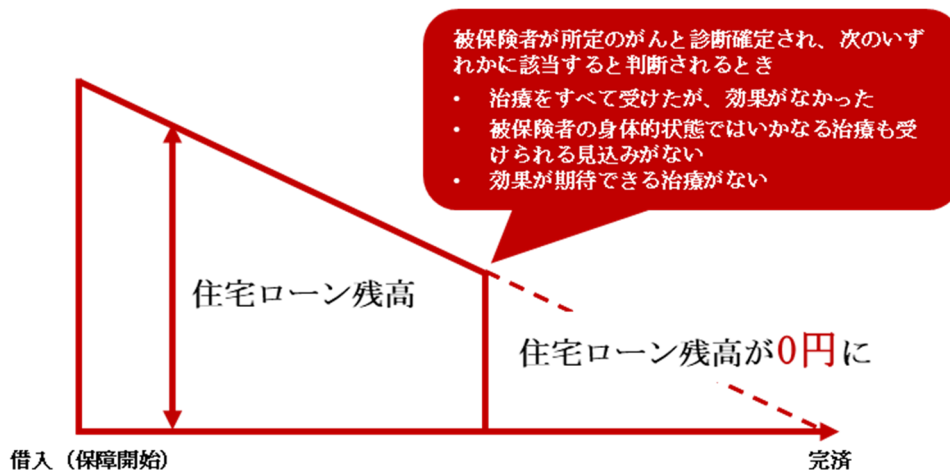 被保険者が所定のがんと診断確定され、次のいず
れかに該当すると判断されるとき
• 治療をすべて受けたが、効果がなかった
• 被保険者の身体的状態ではいかなる治療も受
けられる見込みがない
• 効果が期待できる治療がない
住宅ローン残高
住宅ローン残高が0円に
借入（保障開始）
完済